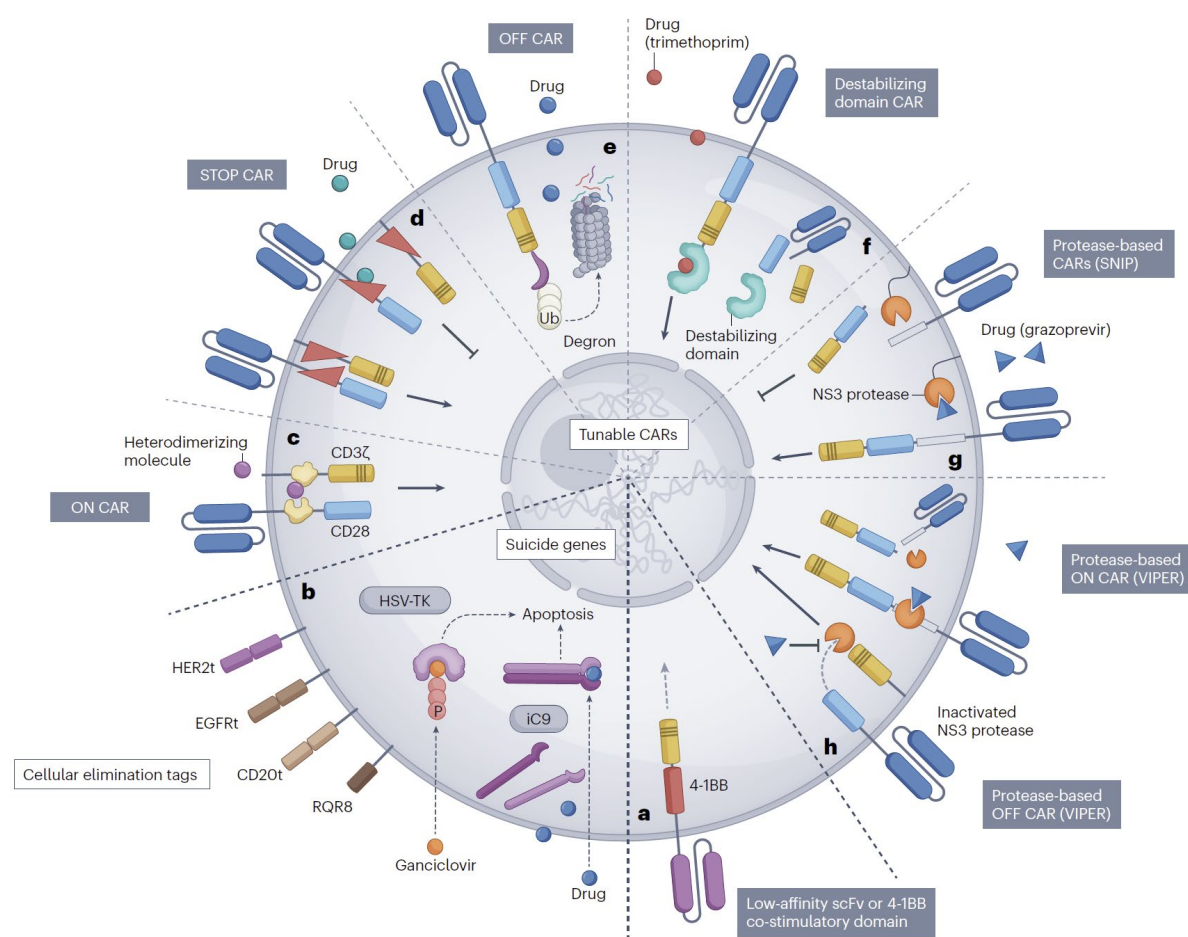 OFF CAR
Drug
Drug
(trimethoprim)
Destabilizing
domain CAR
STOP CAR
Drug
d
e
Ub
Degron
Destabilizing
domain
f
Protease-based
CARs (SNIP)
Drug (grazoprevir)
NS3 protease
g
Heterodimerizing
molecule
c
CD3ζ
CD28
ON CAR
Tunable CARs
Suicide genes
b
HSV-TK
Apoptosis
P
iC9
HER2t
EGFRt
CD20t
RQR8
Cellular elimination tags
Ganciclovir
Drug
a
4-1BB
Low-affinity scFv or 4-1BB
co-stimulatory domain
Protease-based
ON CAR (VIPER)
Inactivated
NS3 protease
h
Protease-based
OFF CAR (VIPER)